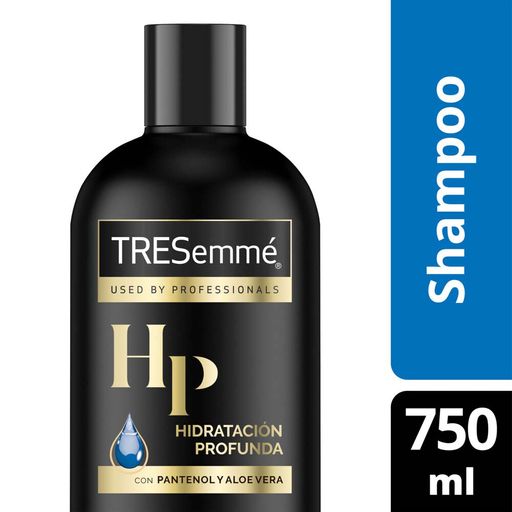 TRESemmé®
USED BY PROFESSIONALS
HP
HIDRATACIÓN
PROFUNDA
CON PANTENOL Y ALOE VERA
Shampoo
750
ml